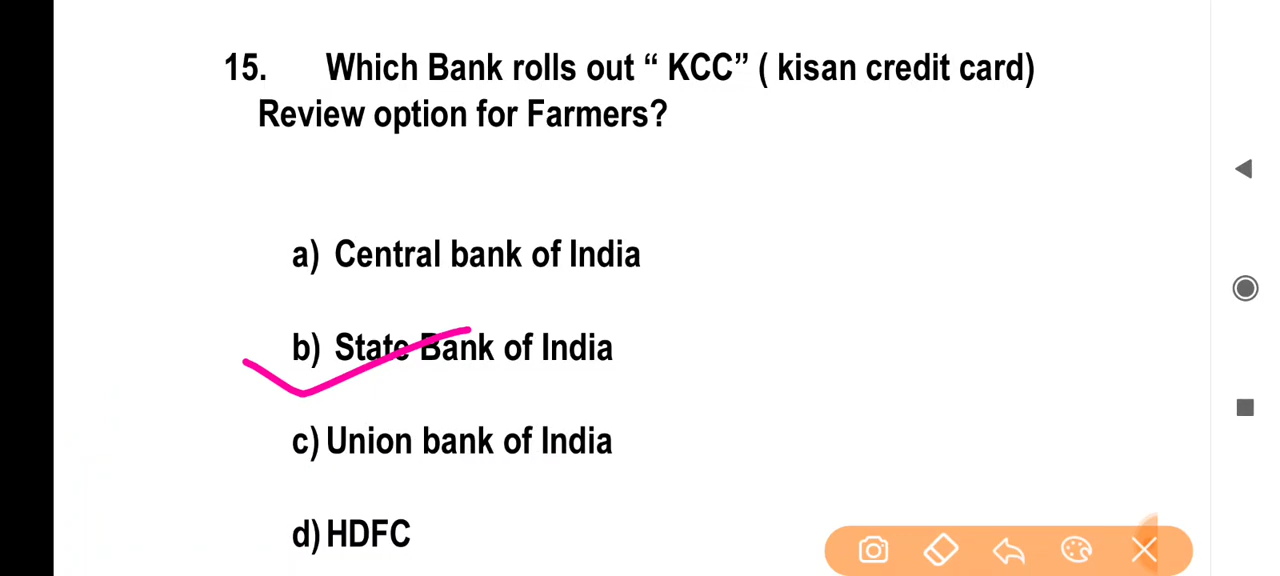 15. Which Bank rolls out “ KCC” ( kisan credit card)
Review option for Farmers?
a) Central bank of India
b) State Bank of India
c) Union bank of India
d) HDFC